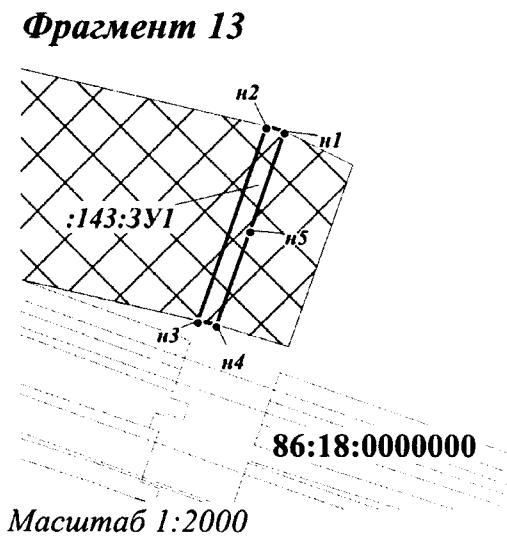 Фрагмент 13
н2
н1
:143:ЗУ1
н5
н3
н4
86:18:0000000
Масштаб 1:2000